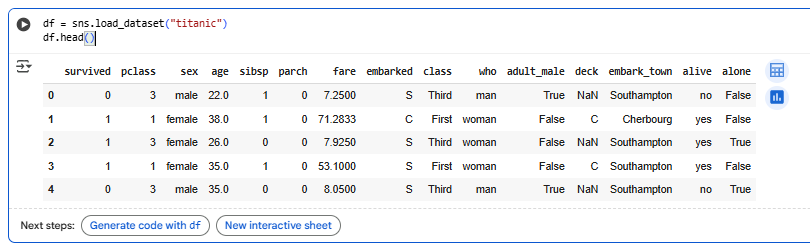 df = sns.load_dataset("titanic")
df.head()
survived pclass sex age sibsp parch fare embarked class who adult_male deck embark_town alive alone
0 0 3 male 22.0 1 0 7.2500 S Third man True NaN Southampton no False
1 1 1 female 38.0 1 0 71.2833 C First woman False C Cherbourg yes False
2 1 3 female 26.0 0 0 7.9250 S Third woman False NaN Southampton yes True
3 1 1 female 35.0 1 0 53.1000 S First woman False C Southampton yes False
4 0 3 male 35.0 0 0 8.0500 S Third man True NaN Southampton no True
Next steps: Generate code with df New interactive sheet